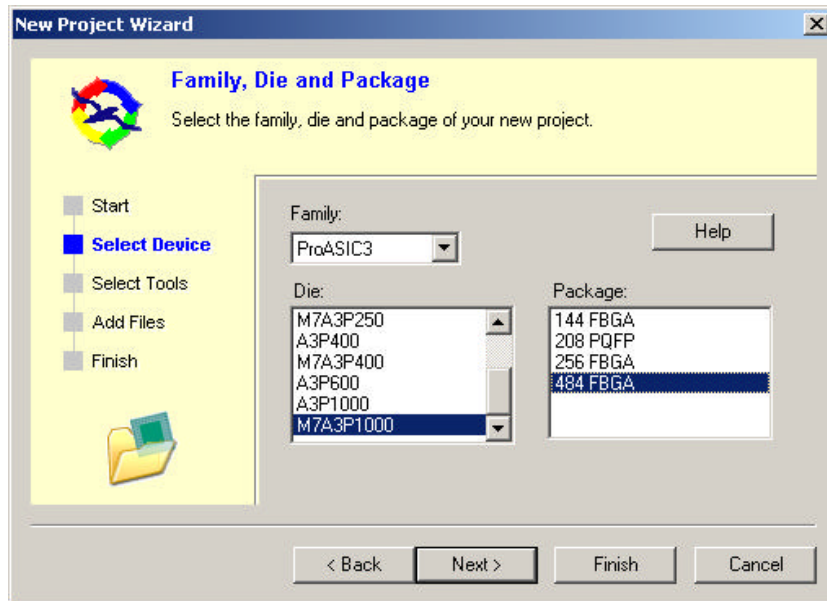 New Project Wizard
Family, Die and Package
Select the family, die and package of your new project.
Start
Select Device
Select Tools
Add Files
Finish
Family:
ProASIC3
Help
Die:
M7A3P250
A3P400
M7A3P400
A3P600
A3P1000
M7A3P1000
Package:
144 FBGA
208 PQFP
256 FBGA
484 FBGA
< Back
Next >
Finish
Cancel